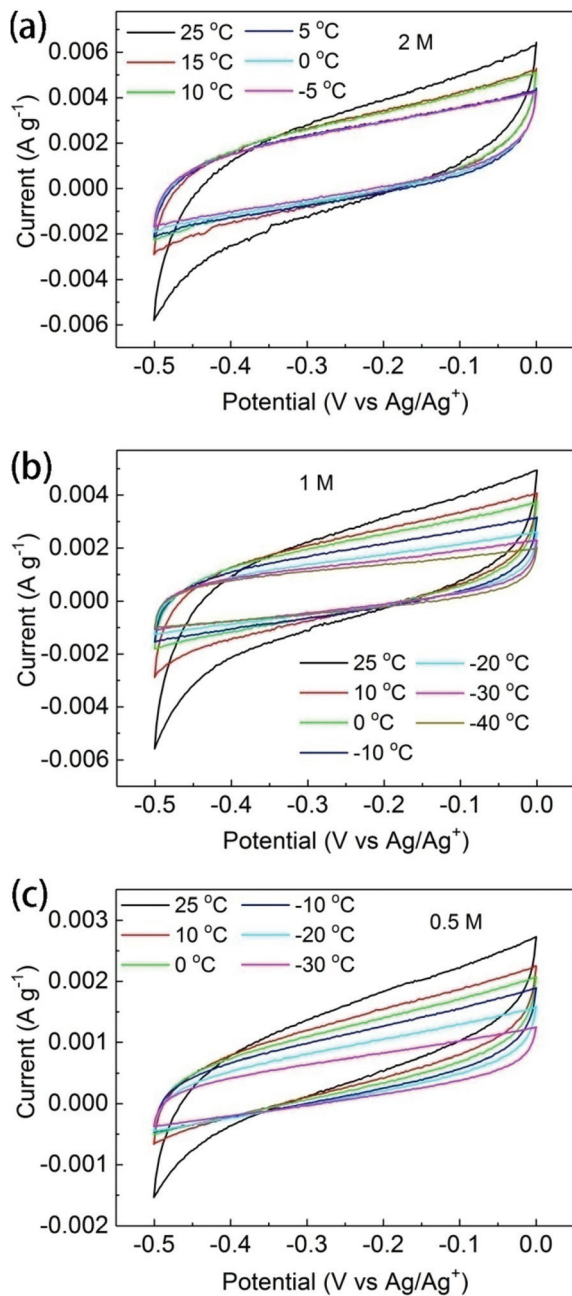 (a)
25 °C 5 °C 2 M
15 °C 0 °C
10 °C -5 °C
0.006
0.004
0.002
0.000
-0.002
-0.004
-0.006
Current (A g⁻¹)
-0.5 -0.4 -0.3 -0.2 -0.1 0.0
Potential (V vs Ag/Ag⁺)
(b)
1 M
0.004
0.002
0.000
-0.002
-0.004
-0.006
Current (A g⁻¹)
25 °C -20 °C
10 °C -30 °C
0 °C -40 °C
-10 °C
-0.5 -0.4 -0.3 -0.2 -0.1 0.0
Potential (V vs Ag/Ag⁺)
(c)
25 °C -10 °C 0.5 M
10 °C -20 °C
0 °C -30 °C
0.003
0.002
0.001
0.000
-0.001
-0.002
Current (A g⁻¹)
-0.5 -0.4 -0.3 -0.2 -0.1 0.0
Potential (V vs Ag/Ag⁺)